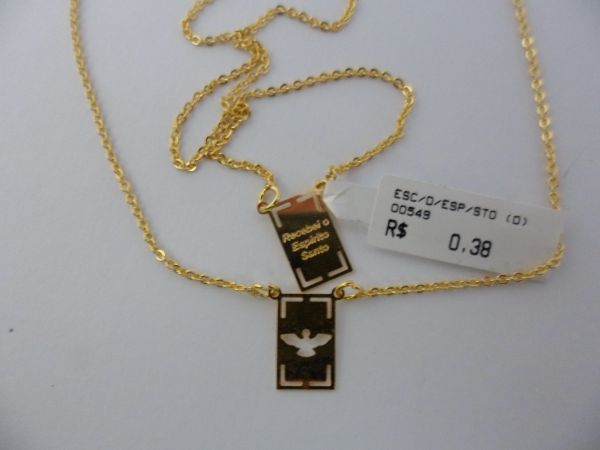 ESC/D/ESP/STO (D)
00549
R$ 0.38
Recebei o
Espírito
Santo